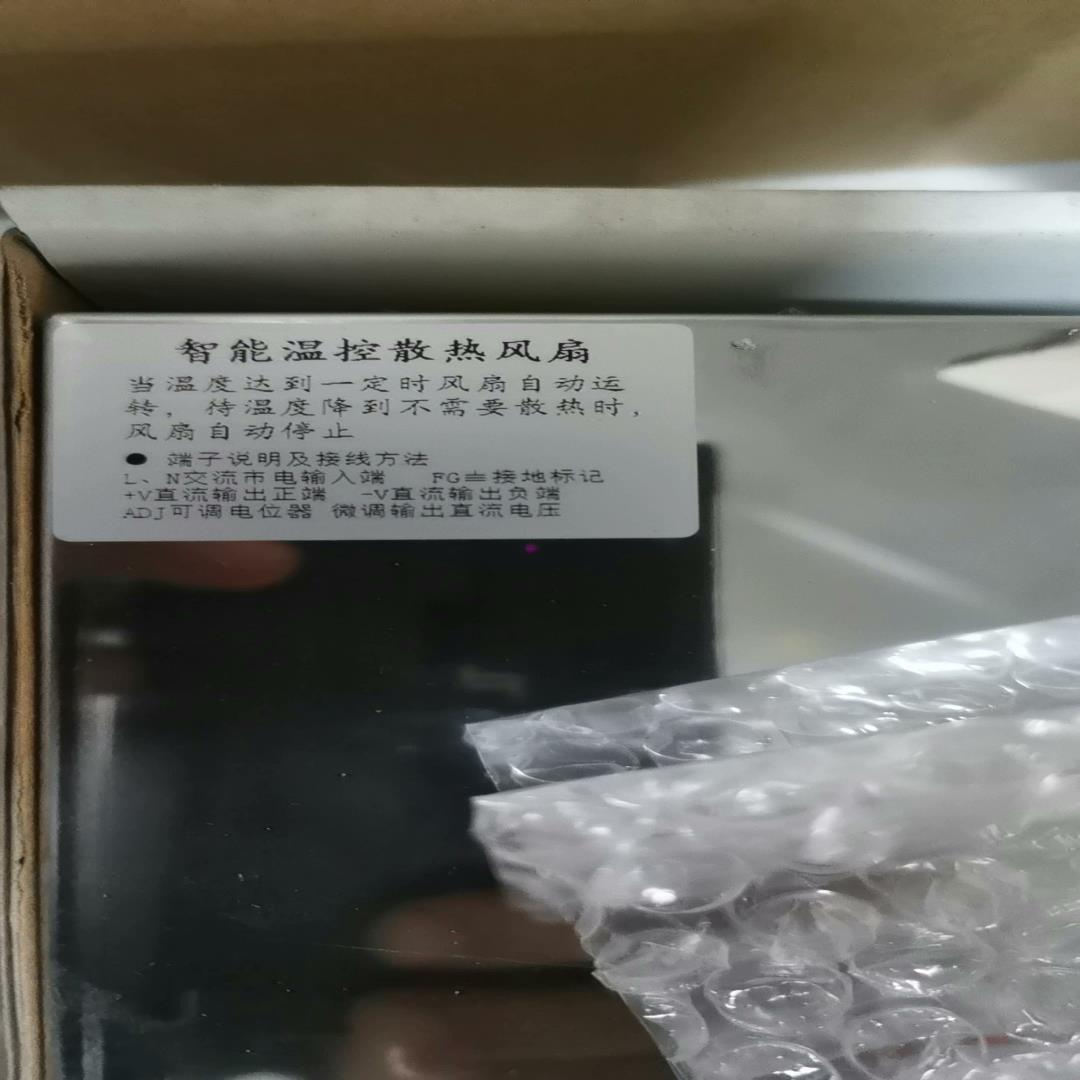 智能温控散热风扇
当温度达到一定时风扇自动运
转，待温度降到不需要散热时，
风扇自动停止
● 端子说明及接线方法
L、N交流市电输入端 FG⏚接地标记
+V直流输出正端 -V直流输出负端
ADJ可调电位器 微调输出直流电压